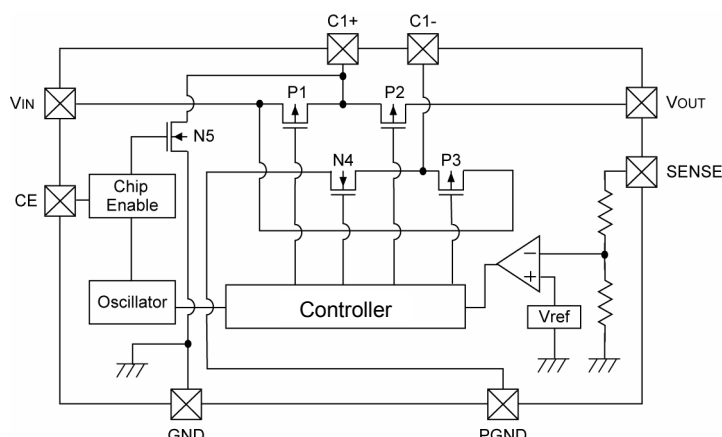 C1+ C1-
VIN P1 P2 VOUT
N5 N4 P3 SENSE
CE Chip
Enable
Oscillator Controller − +
Vref
GND PGND